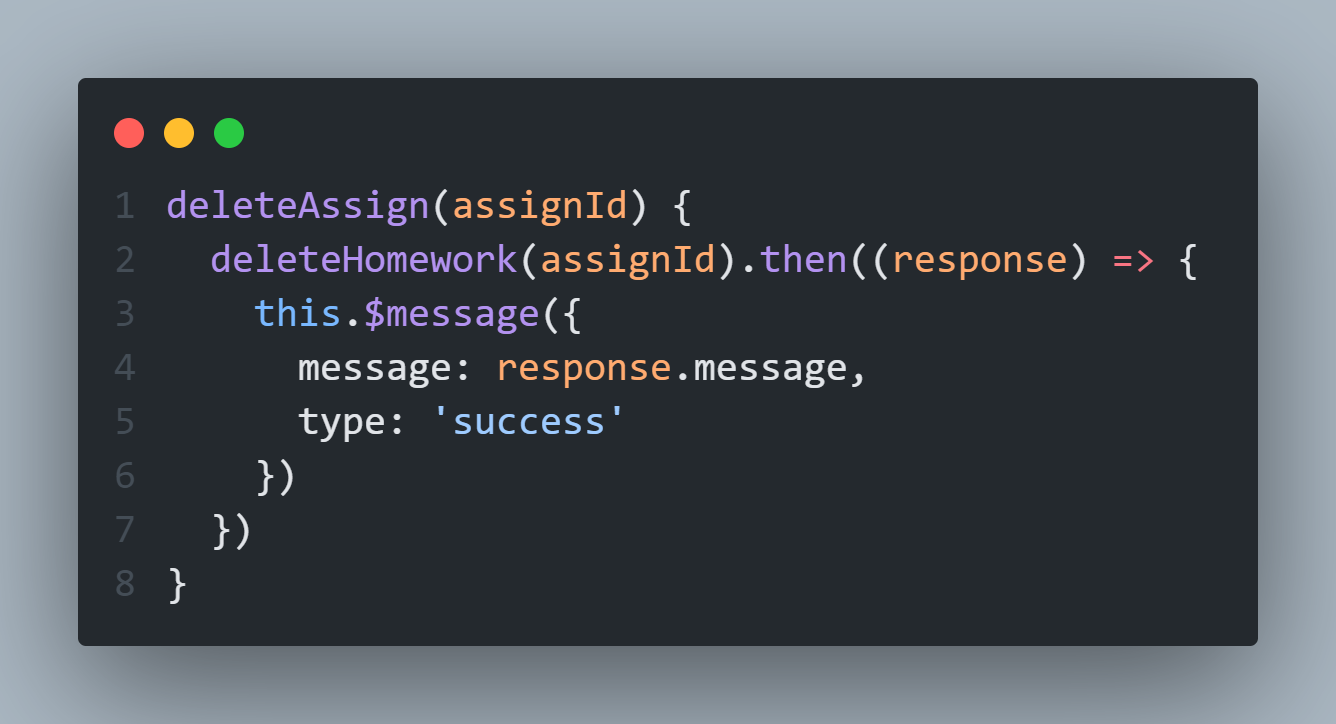 1 deleteAssign(assignId) {
2   deleteHomework(assignId).then((response) => {
3     this.$message({
4       message: response.message,
5       type: 'success'
6     })
7   })
8 }